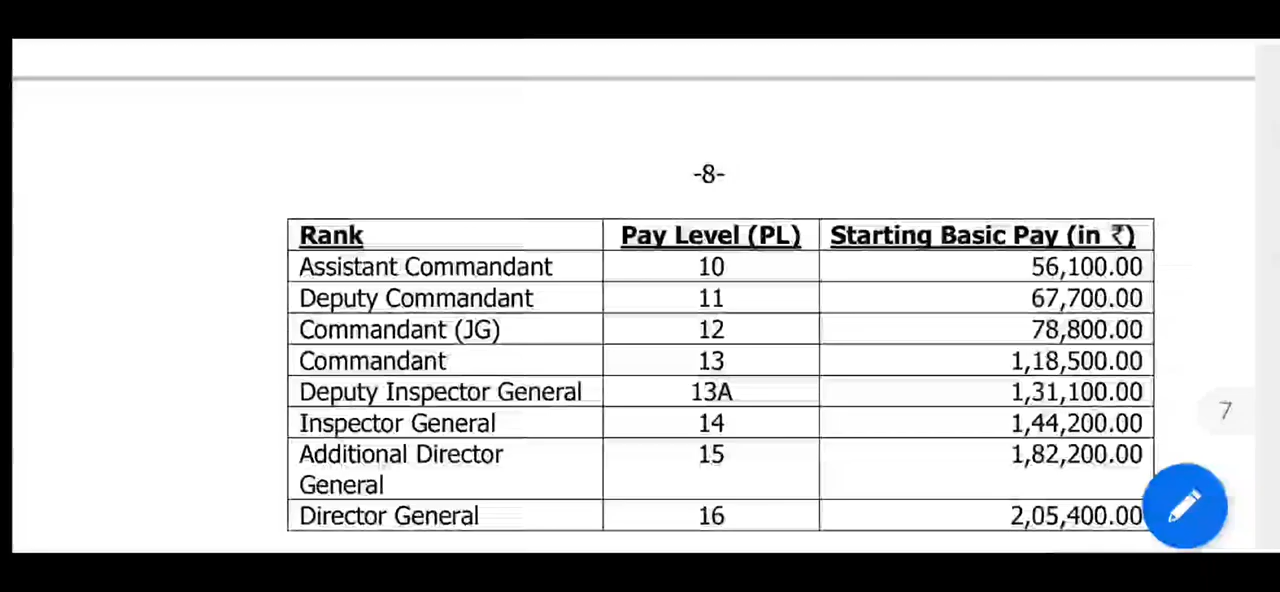 -8-
Rank Pay Level (PL) Starting Basic Pay (in ₹)
Assistant Commandant 10 56,100.00
Deputy Commandant 11 67,700.00
Commandant (JG) 12 78,800.00
Commandant 13 1,18,500.00
Deputy Inspector General 13A 1,31,100.00
Inspector General 14 1,44,200.00
Additional Director 15 1,82,200.00
General
Director General 16 2,05,400.00
7